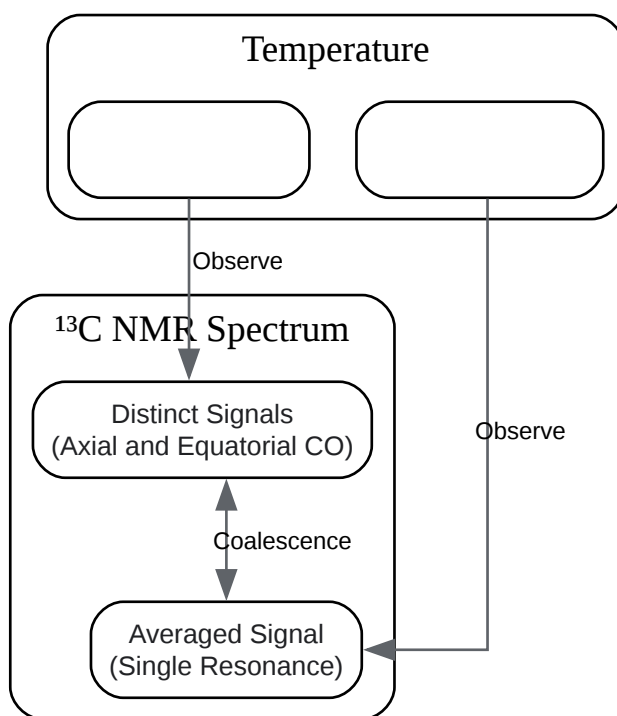 Temperature
Observe
¹³C NMR Spectrum
Distinct Signals
(Axial and Equatorial CO)
Observe
Coalescence
Averaged Signal
(Single Resonance)